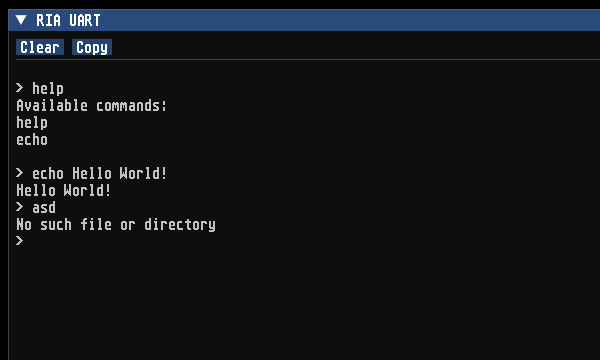 ▼ RIA UART
Clear Copy
> help
Available commands:
help
echo
> echo Hello World!
Hello World!
> asd
No such file or directory
>